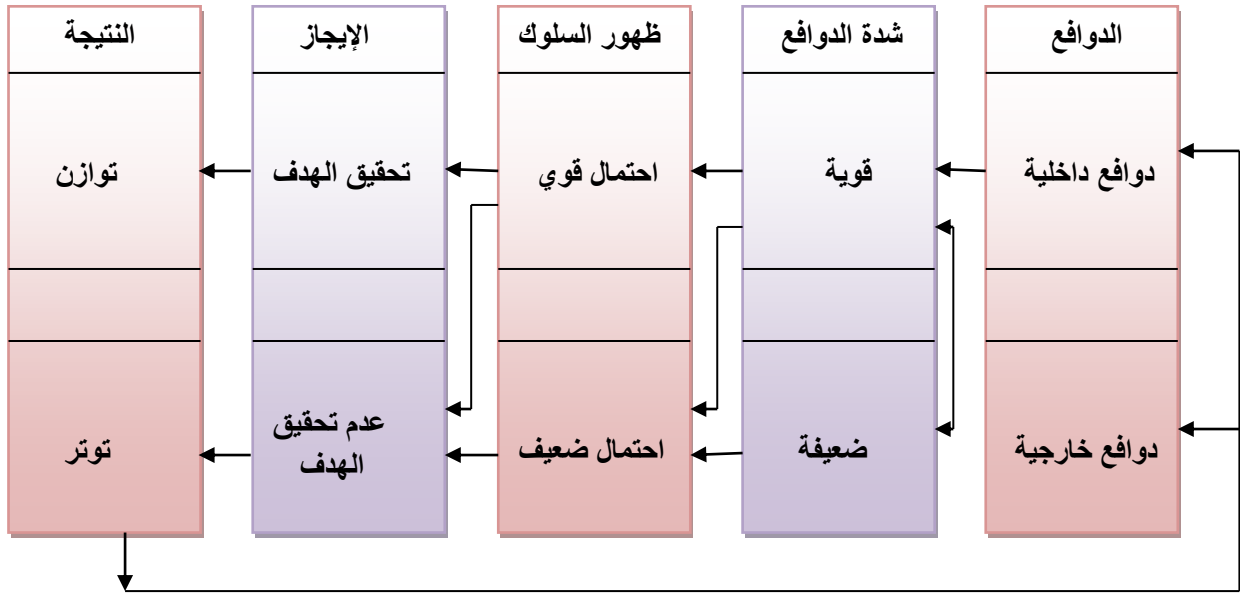 الدوافع
شدة الدوافع
ظهور السلوك
الإيجاز
النتيجة
دوافع داخلية
قوية
احتمال قوي
تحقيق الهدف
توازن
دوافع خارجية
ضعيفة
احتمال ضعيف
عدم تحقيق
الهدف
توتر